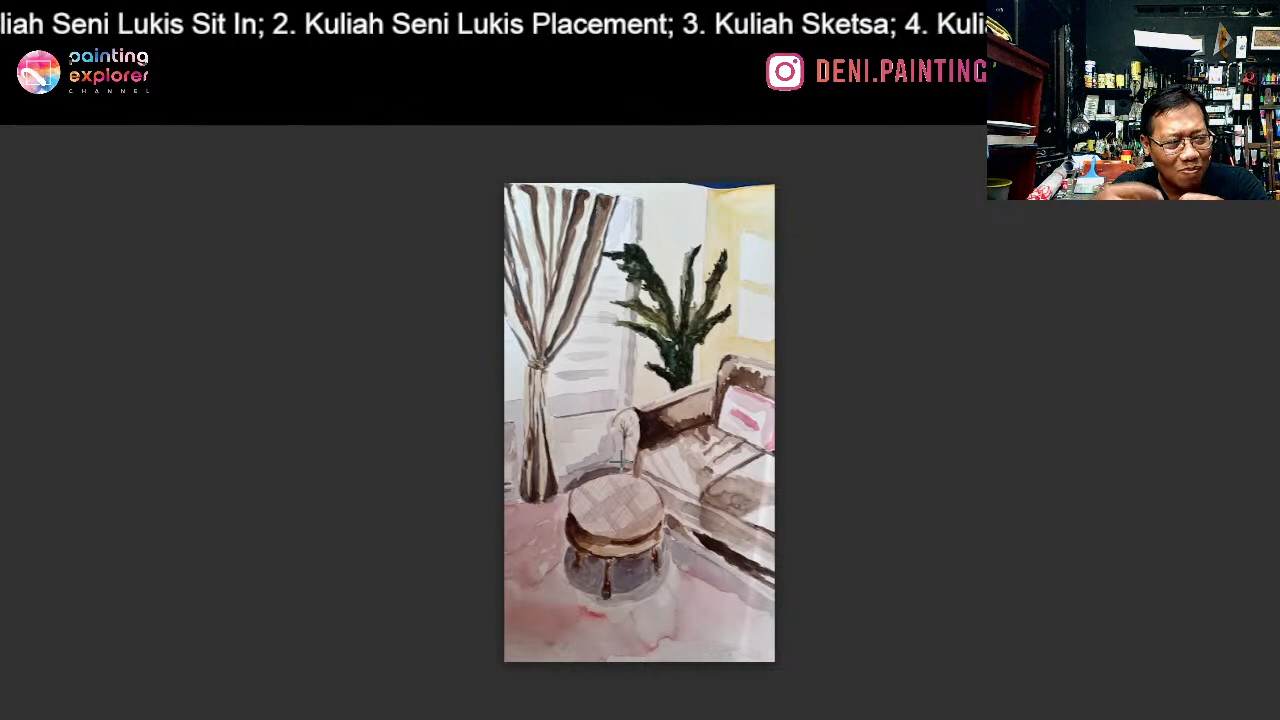 liah Seni Lukis Sit In; 2. Kuliah Seni Lukis Placement; 3. Kuliah Sketsa; 4. Kuli
painting
explorer
CHANNEL
DENI.PAINTING